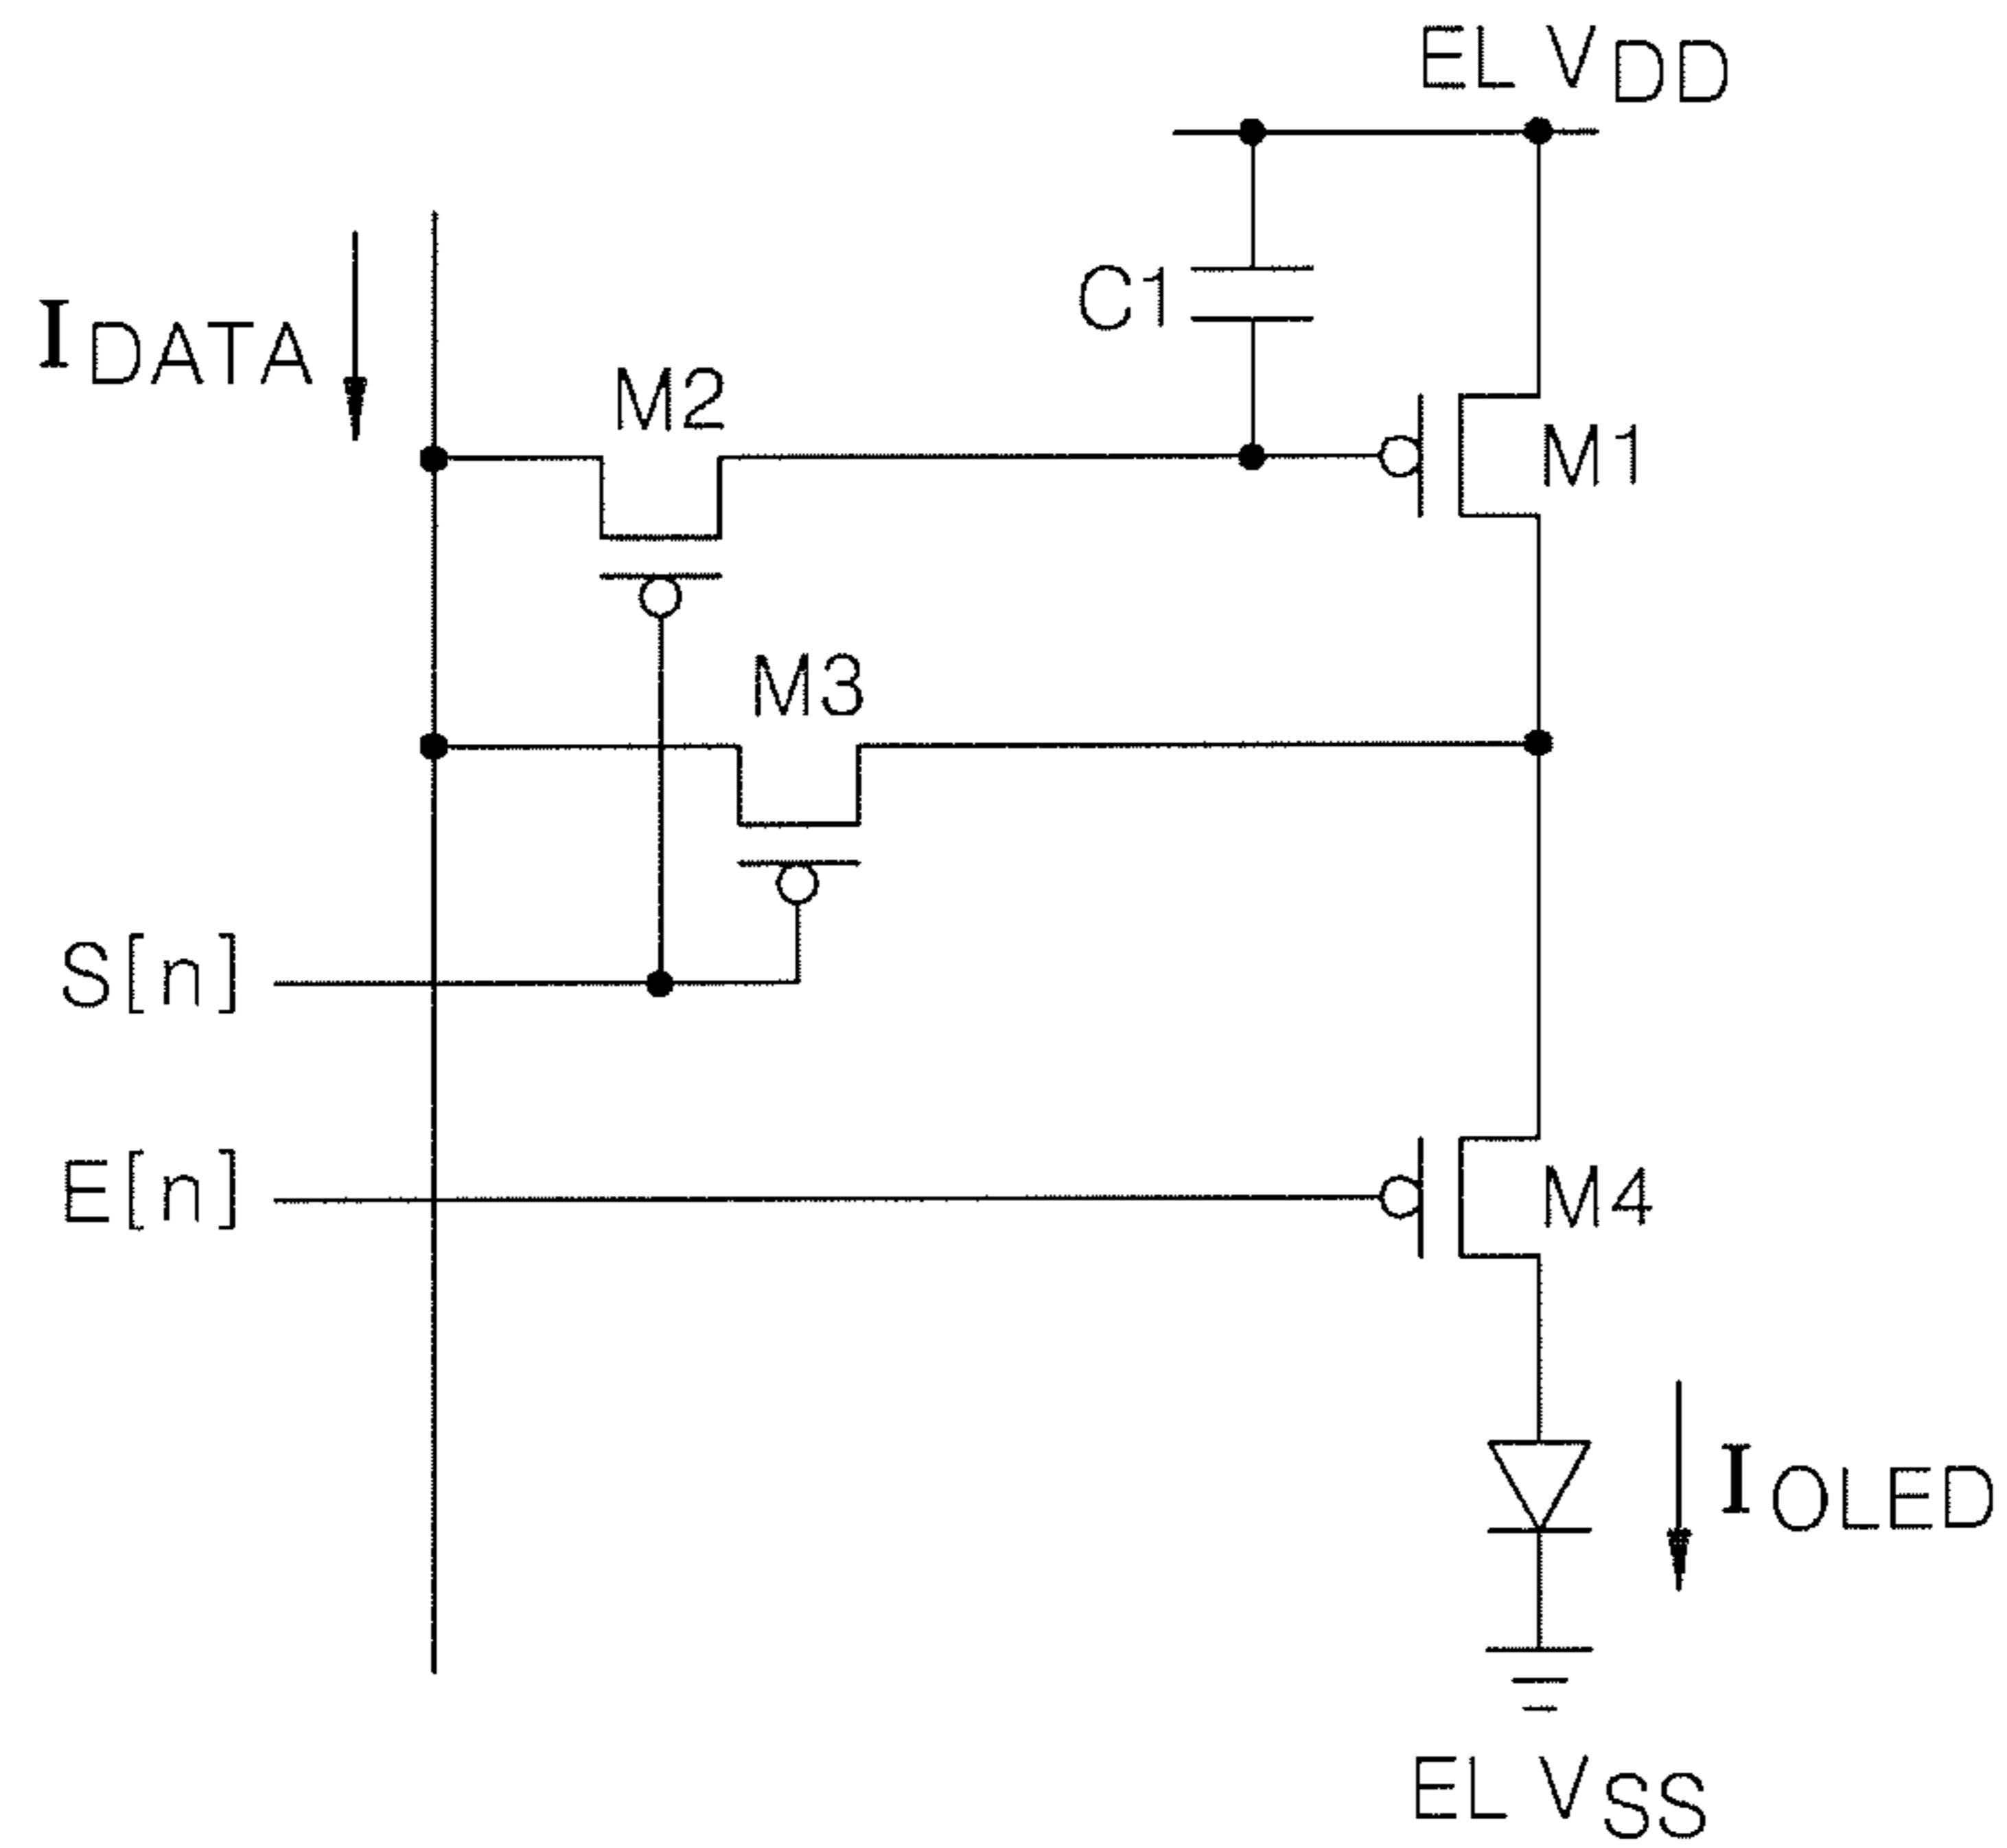 EL VDD
C1
IDATA
M2
M1
M3
S[n]
E[n]
M4
IOLED
EL VSS